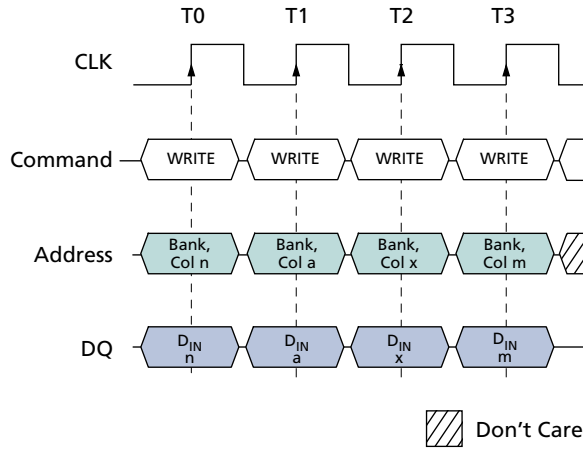 T0 T1 T2 T3
CLK
Command WRITE WRITE WRITE WRITE
Address Bank, Col n Bank, Col a Bank, Col x Bank, Col m
DQ DIN n DIN a DIN x DIN m
Don't Care